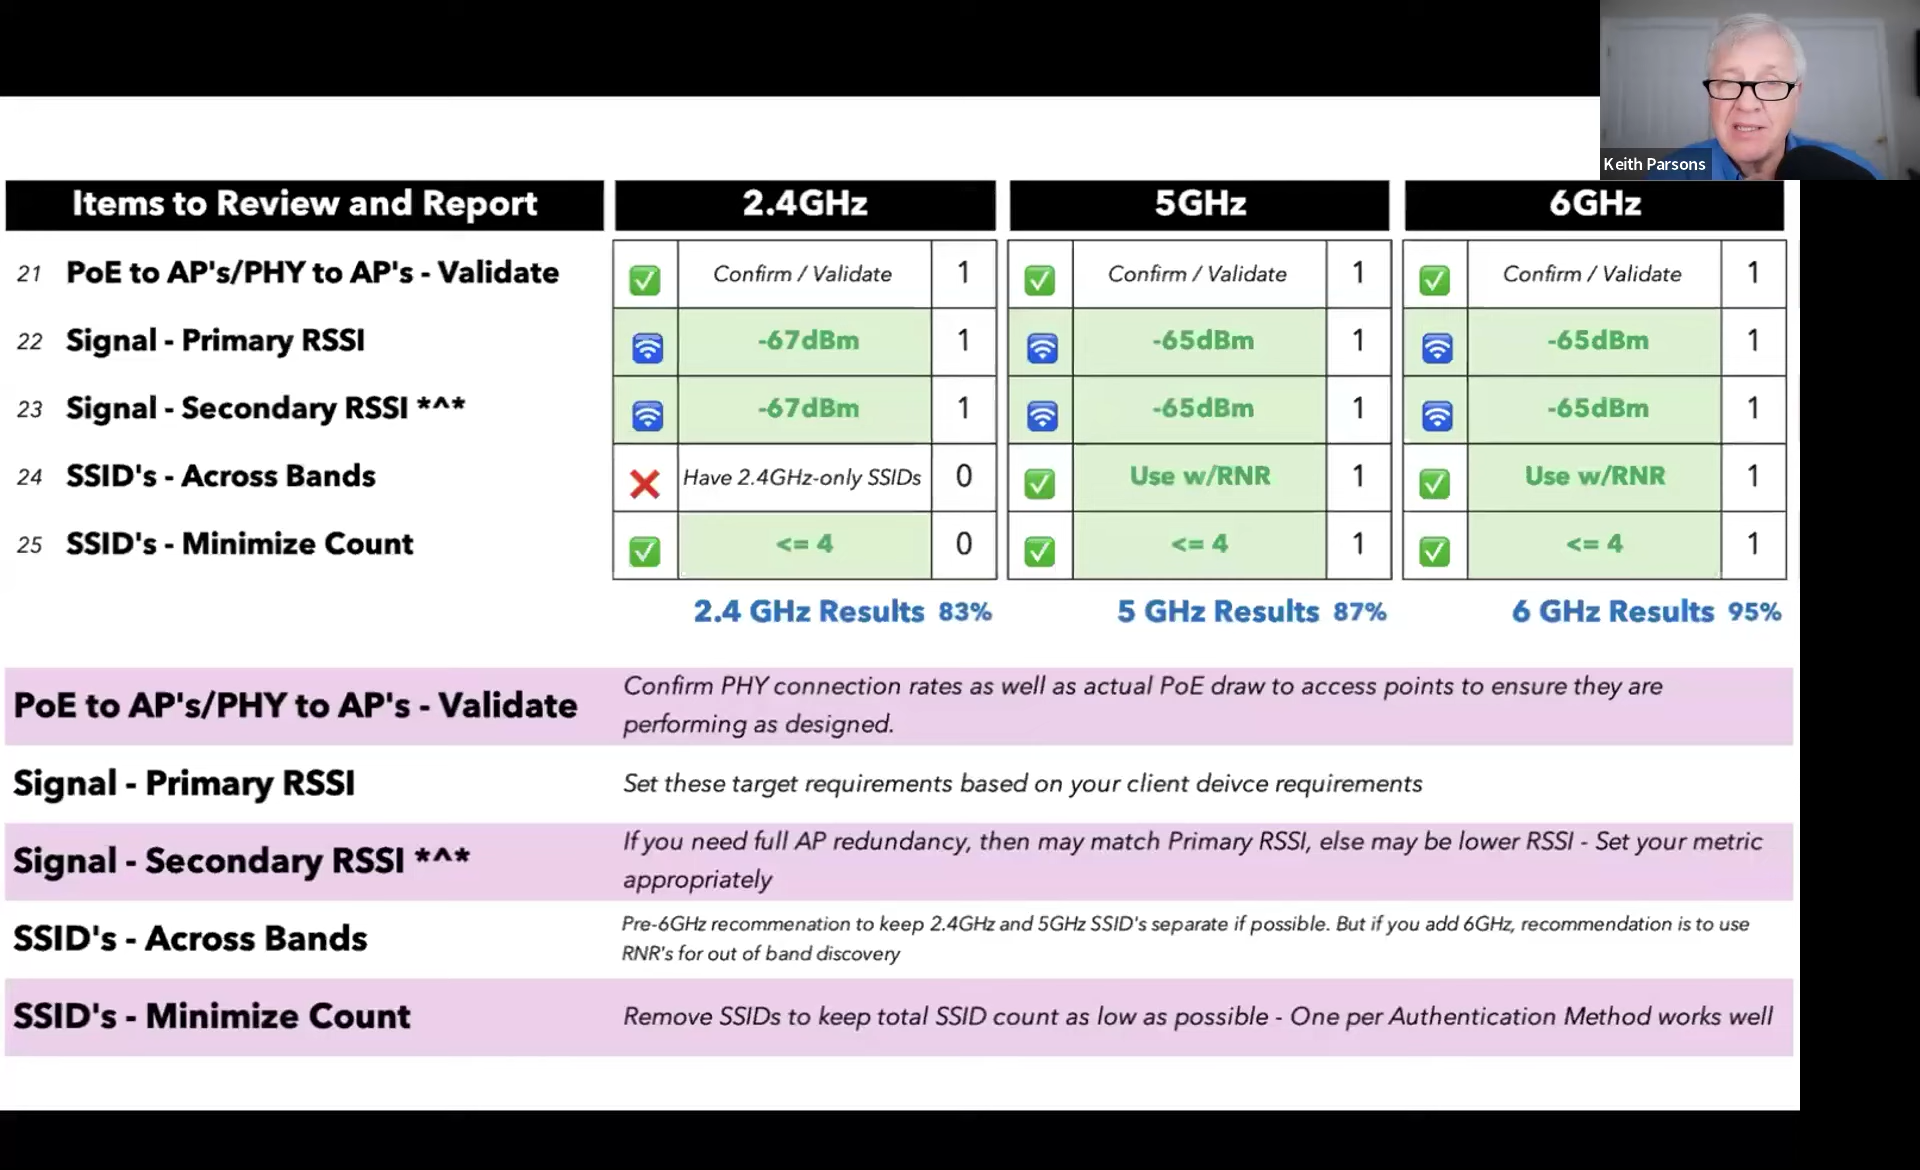 Keith Parsons
Items to Review and Report 2.4GHz 5GHz 6GHz
21 PoE to AP's/PHY to AP's - Validate Confirm / Validate 1 Confirm / Validate 1 Confirm / Validate 1
22 Signal - Primary RSSI -67dBm 1 -65dBm 1 -65dBm 1
23 Signal - Secondary RSSI *^* -67dBm 1 -65dBm 1 -65dBm 1
24 SSID's - Across Bands Have 2.4GHz-only SSIDs 0 Use w/RNR 1 Use w/RNR 1
25 SSID's - Minimize Count <= 4 0 <= 4 1 <= 4 1
2.4 GHz Results 83% 5 GHz Results 87% 6 GHz Results 95%
PoE to AP's/PHY to AP's - Validate
Confirm PHY connection rates as well as actual PoE draw to access points to ensure they are
performing as designed.
Signal - Primary RSSI
Set these target requirements based on your client deivce requirements
Signal - Secondary RSSI *^*
If you need full AP redundancy, then may match Primary RSSI, else may be lower RSSI - Set your metric
appropriately
SSID's - Across Bands
Pre-6GHz recommenation to keep 2.4GHz and 5GHz SSID's separate if possible. But if you add 6GHz, recommendation is to use
RNR's for out of band discovery
SSID's - Minimize Count
Remove SSIDs to keep total SSID count as low as possible - One per Authentication Method works well